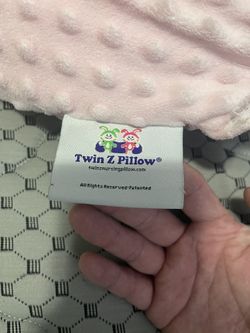 Twin Z Pillow®
twinznursingpillow.com
All Rights Reserved Patented